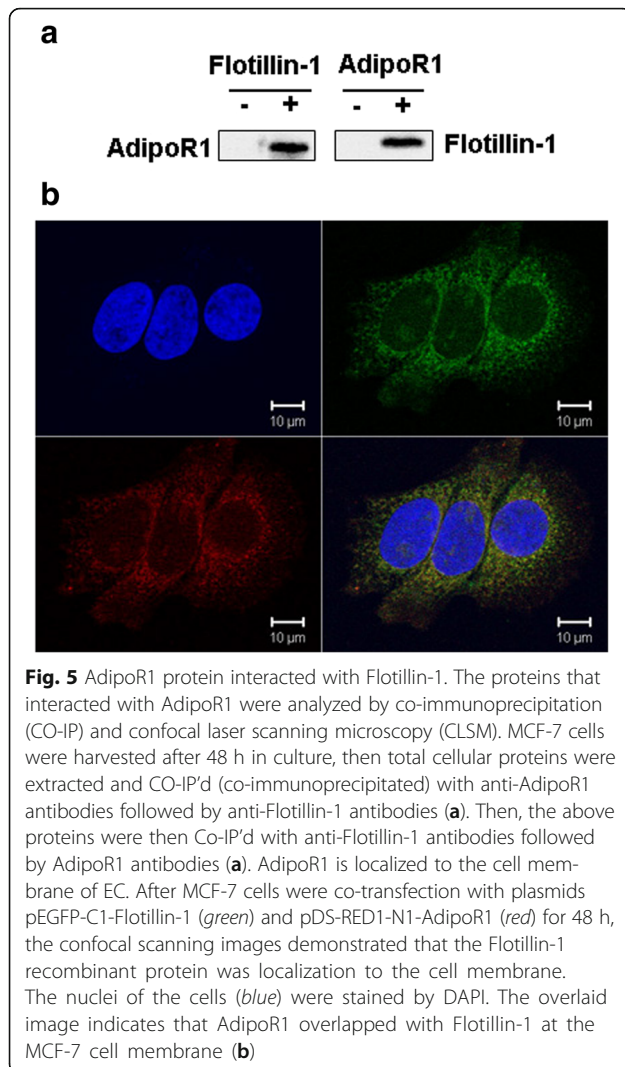 a
Flotillin-1 AdipoR1
- + - +
AdipoR1 Flotillin-1
b
10 µm 10 µm
10 µm 10 µm
Fig. 5 AdipoR1 protein interacted with Flotillin-1. The proteins that
interacted with AdipoR1 were analyzed by co-immunoprecipitation
(CO-IP) and confocal laser scanning microscopy (CLSM). MCF-7 cells
were harvested after 48 h in culture, then total cellular proteins were
extracted and CO-IP'd (co-immunoprecipitated) with anti-AdipoR1
antibodies followed by anti-Flotillin-1 antibodies (a). Then, the above
proteins were then Co-IP'd with anti-Flotillin-1 antibodies followed
by AdipoR1 antibodies (a). AdipoR1 is localized to the cell mem-
brane of EC. After MCF-7 cells were co-transfection with plasmids
pEGFP-C1-Flotillin-1 (green) and pDS-RED1-N1-AdipoR1 (red) for 48 h,
the confocal scanning images demonstrated that the Flotillin-1
recombinant protein was localization to the cell membrane.
The nuclei of the cells (blue) were stained by DAPI. The overlaid
image indicates that AdipoR1 overlapped with Flotillin-1 at the
MCF-7 cell membrane (b)